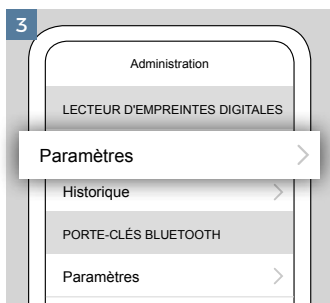 3
Administration
LECTEUR D'EMPREINTES DIGITALES
Paramètres
Historique
PORTE-CLÉS BLUETOOTH
Paramètres